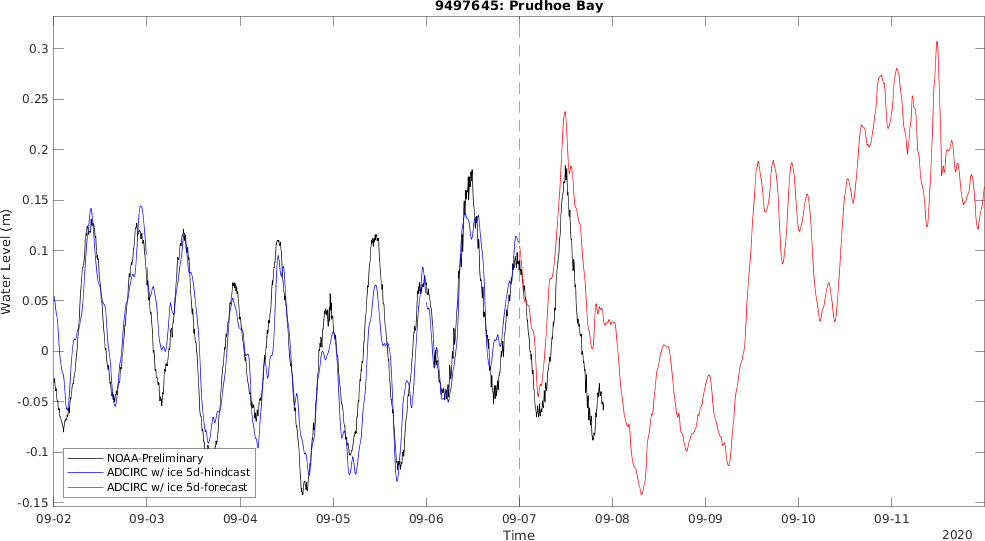 9497645: Prudhoe Bay
0.3
0.25
0.2
0.15
0.1
0.05
0
-0.05
-0.1
-0.15
Water Level (m)
NOAA-Preliminary
ADCIRC w/ ice 5d-hindcast
ADCIRC w/ ice 5d-forecast
09-02 09-03 09-04 09-05 09-06 09-07 09-08 09-09 09-10 09-11
Time
2020